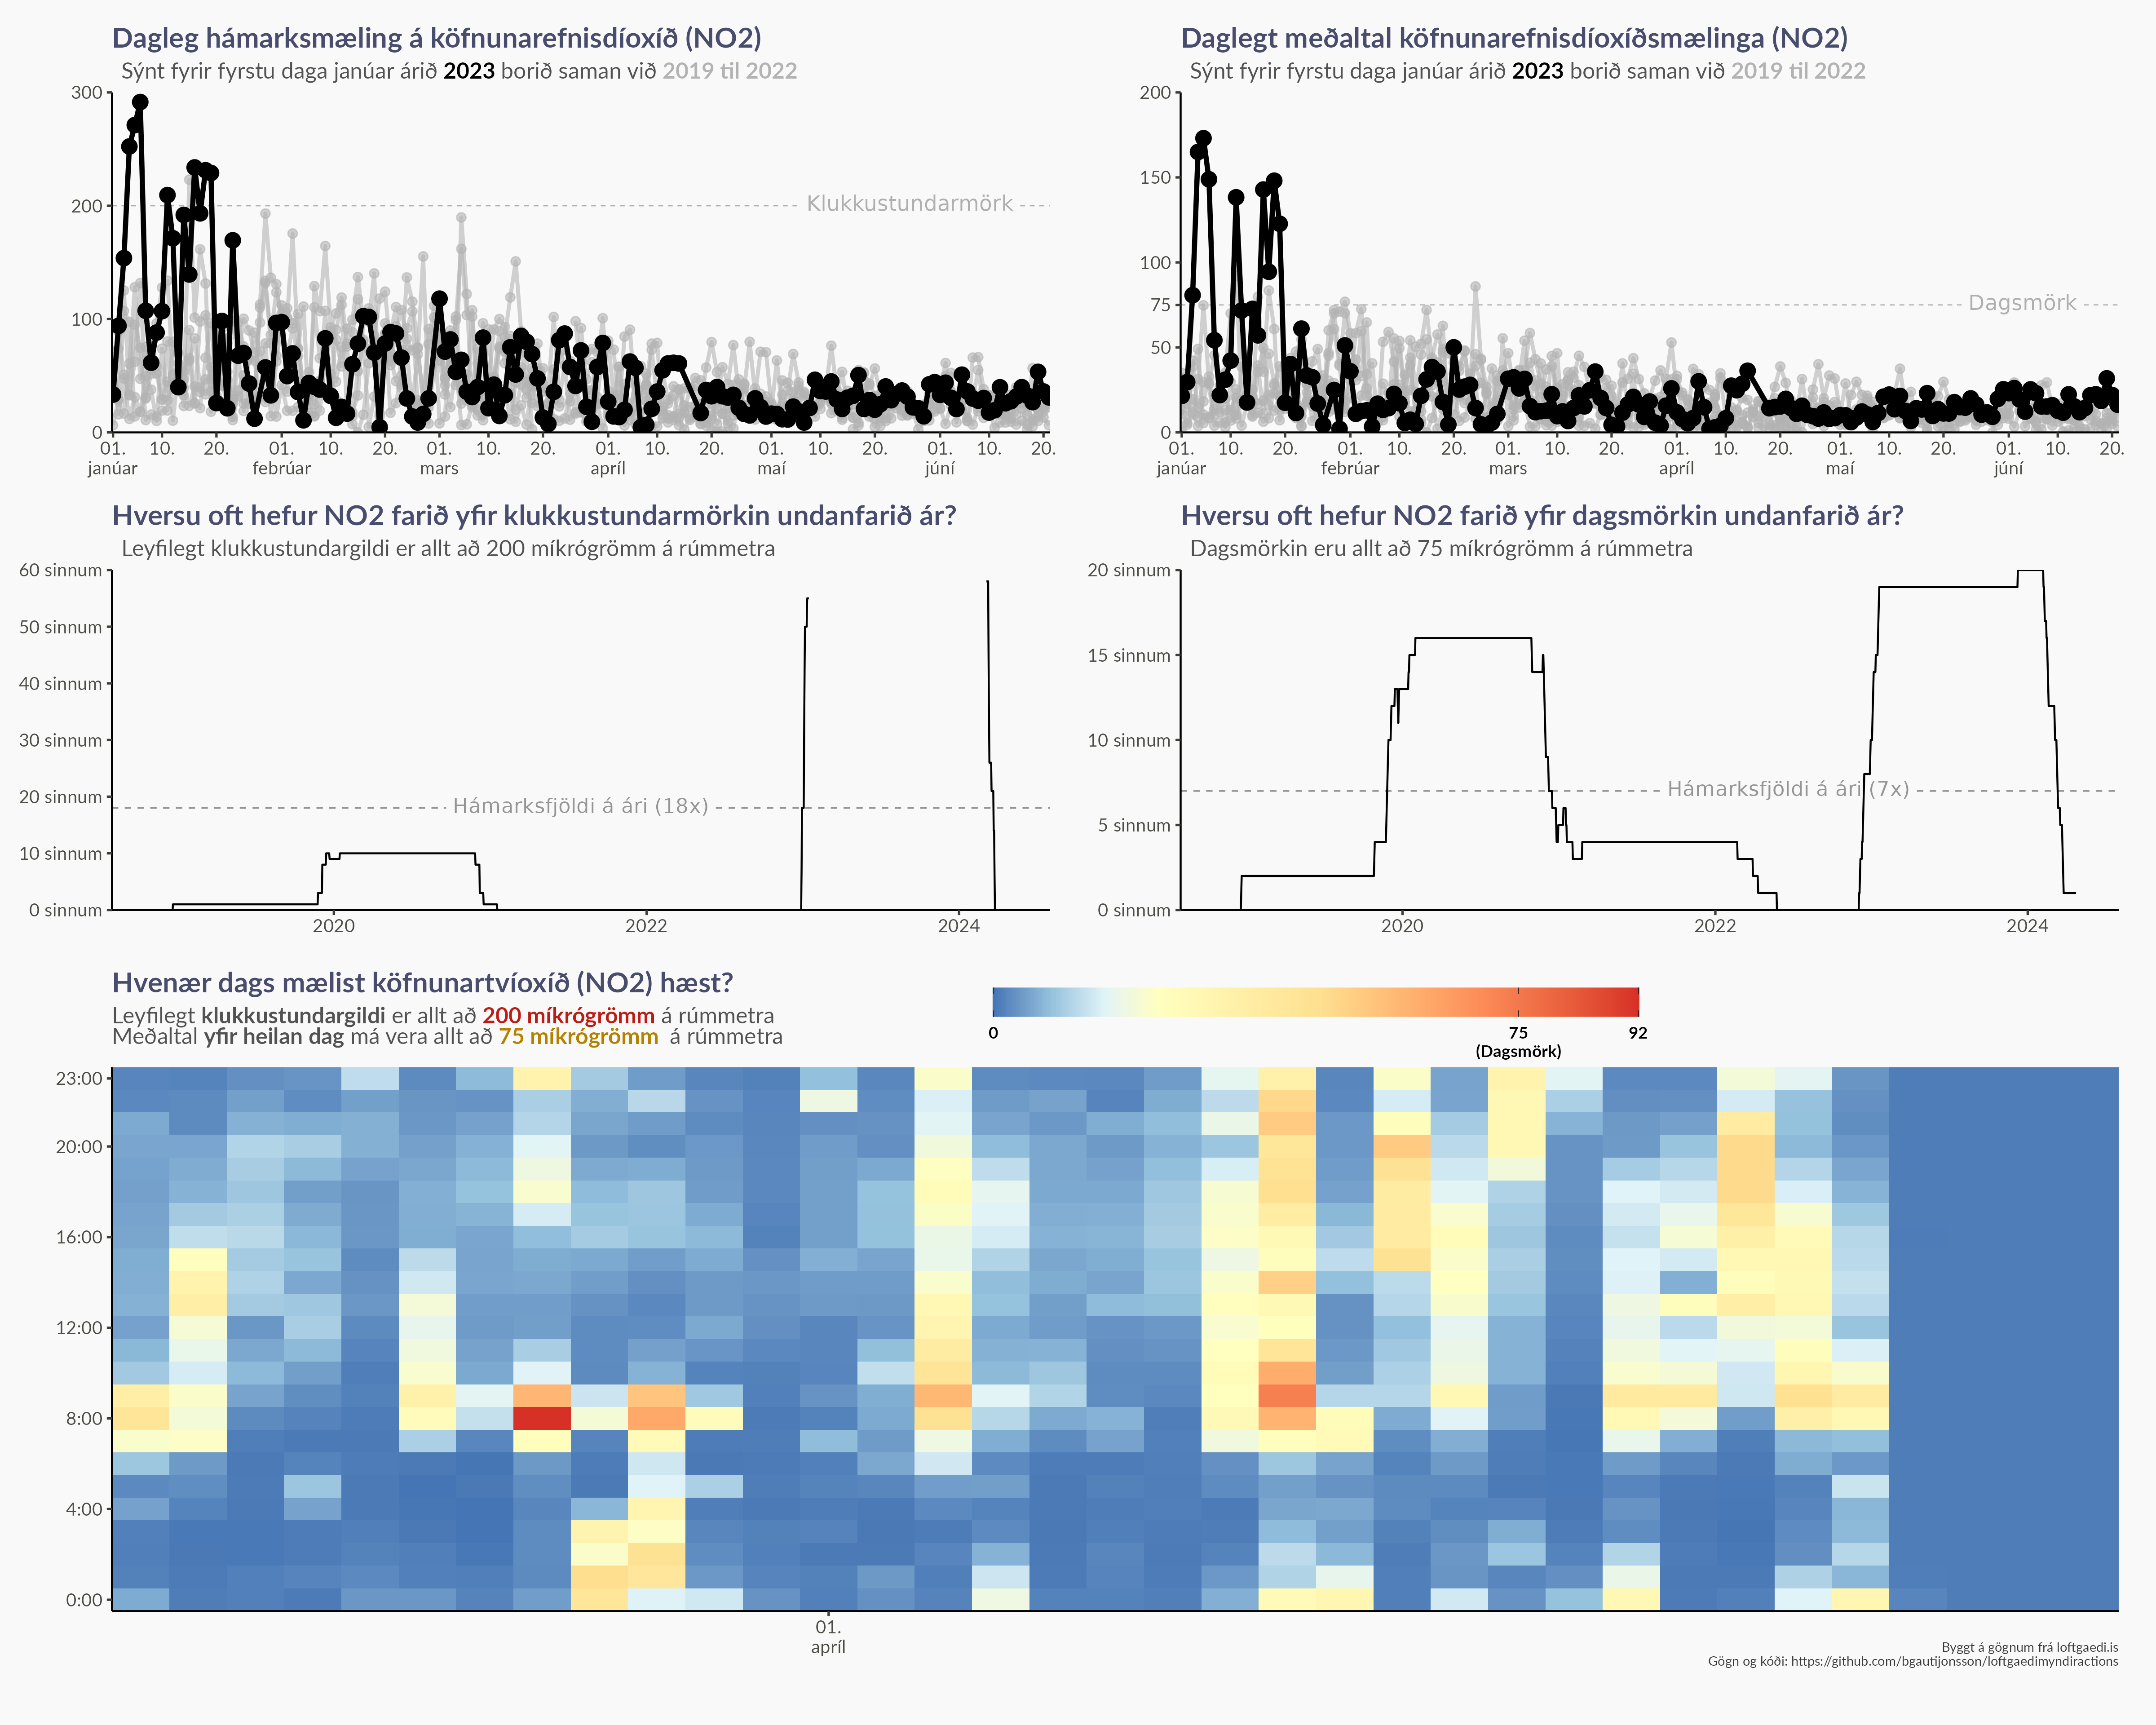 Dagleg hámarksmæling á köfnunarefnisdíoxíð (NO2)
Sýnt fyrir fyrstu daga janúar árið 2023 borið saman við 2019 til 2022
300
200
100
0
Klukkustundarmörk
01. 10. 20. 01. 10. 20. 01. 10. 20. 01. 10. 20. 01. 10. 20. 01. 10. 20.
janúar febrúar mars apríl maí júní
Daglegt meðaltal köfnunarefnisdíoxíðsmælinga (NO2)
Sýnt fyrir fyrstu daga janúar árið 2023 borið saman við 2019 til 2022
200
150
100
75
50
0
Dagsmörk
01. 10. 20. 01. 10. 20. 01. 10. 20. 01. 10. 20. 01. 10. 20. 01. 10. 20.
janúar febrúar mars apríl maí júní
Hversu oft hefur NO2 farið yfir klukkustundarmörkin undanfarið ár?
Leyfilegt klukkustundargildi er allt að 200 míkrógrömm á rúmmetra
60 sinnum
50 sinnum
40 sinnum
30 sinnum
20 sinnum
10 sinnum
0 sinnum
Hámarksfjöldi á ári (18x)
2020 2022 2024
Hversu oft hefur NO2 farið yfir dagsmörkin undanfarið ár?
Dagsmörkin eru allt að 75 míkrógrömm á rúmmetra
20 sinnum
15 sinnum
10 sinnum
5 sinnum
0 sinnum
Hámarksfjöldi á ári (7x)
2020 2022 2024
Hvenær dags mælist köfnunartvíoxíð (NO2) hæst?
Leyfilegt klukkustundargildi er allt að 200 míkrógrömm á rúmmetra
Meðaltal yfir heilan dag má vera allt að 75 míkrógrömm á rúmmetra
0 75 92
(Dagsmörk)
23:00
20:00
16:00
12:00
8:00
4:00
0:00
01.
apríl
Byggt á gögnum frá loftgaedi.is
Gögn og kóði: https://github.com/bgautijonsson/loftgaedimyndiractions